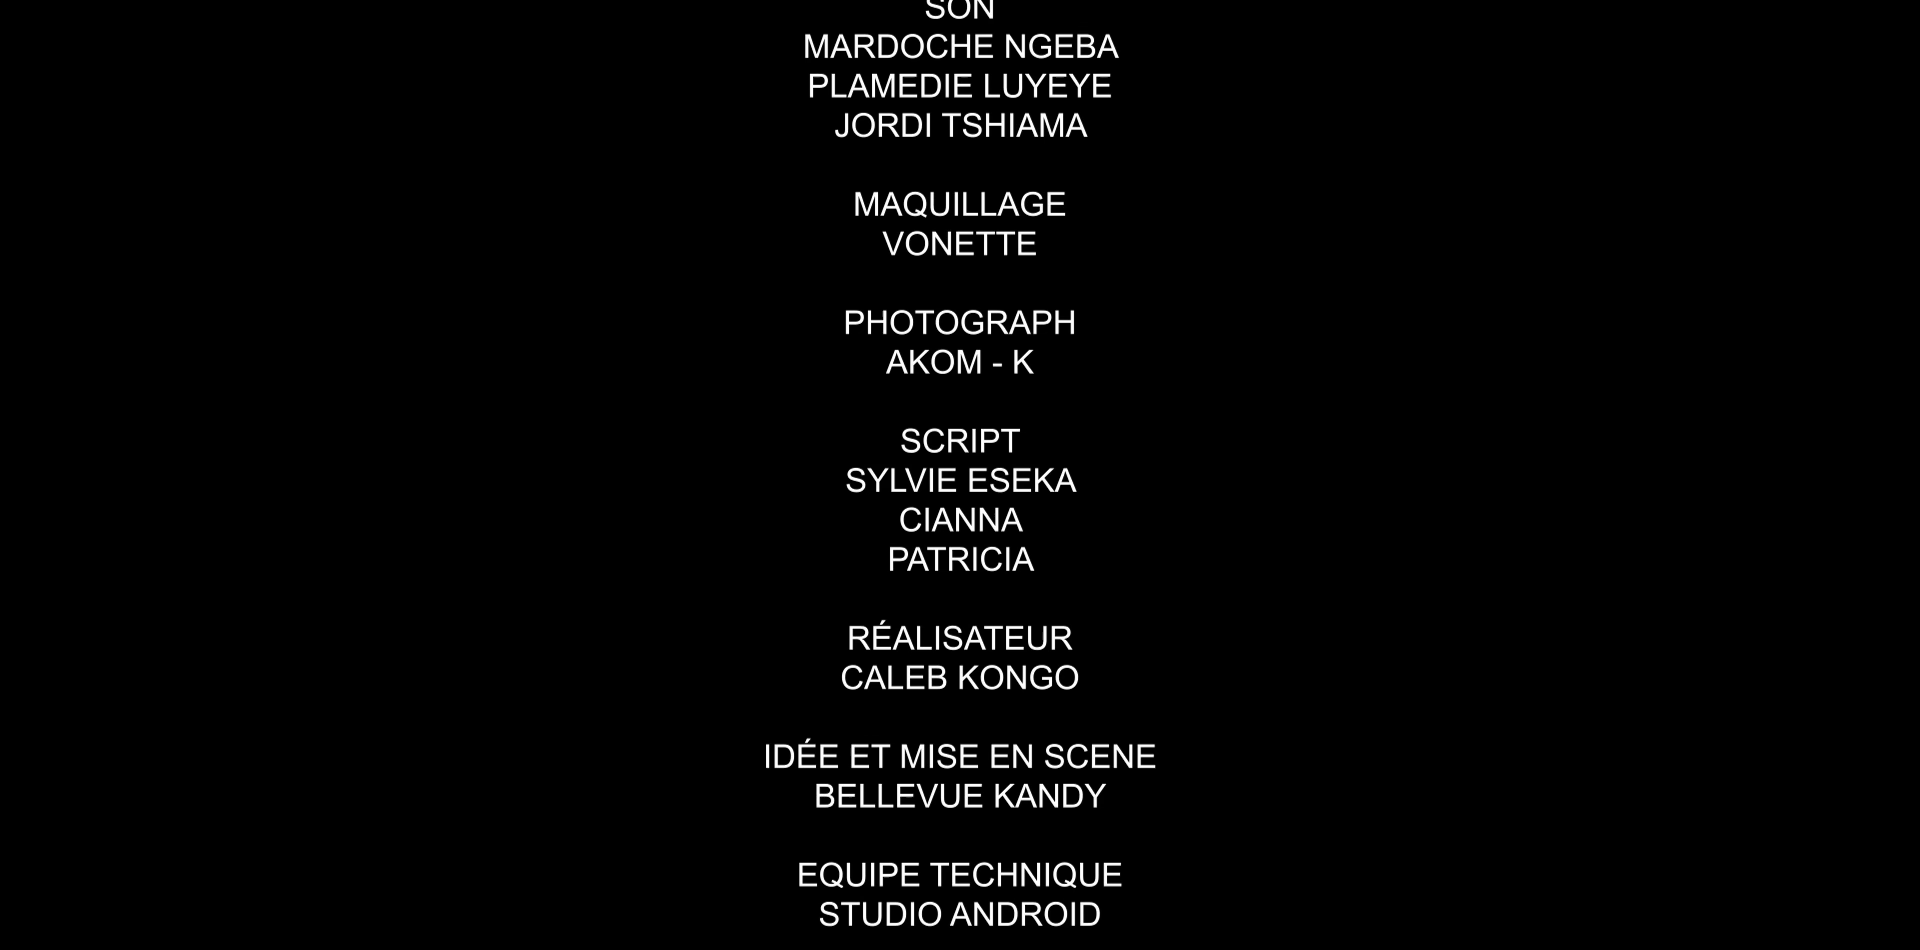 SON
MARDOCHE NGEBA
PLAMEDIE LUYEYE
JORDI TSHIAMA
MAQUILLAGE
VONETTE
PHOTOGRAPH
AKOM - K
SCRIPT
SYLVIE ESEKA
CIANNA
PATRICIA
RÉALISATEUR
CALEB KONGO
IDÉE ET MISE EN SCENE
BELLEVUE KANDY
EQUIPE TECHNIQUE
STUDIO ANDROID